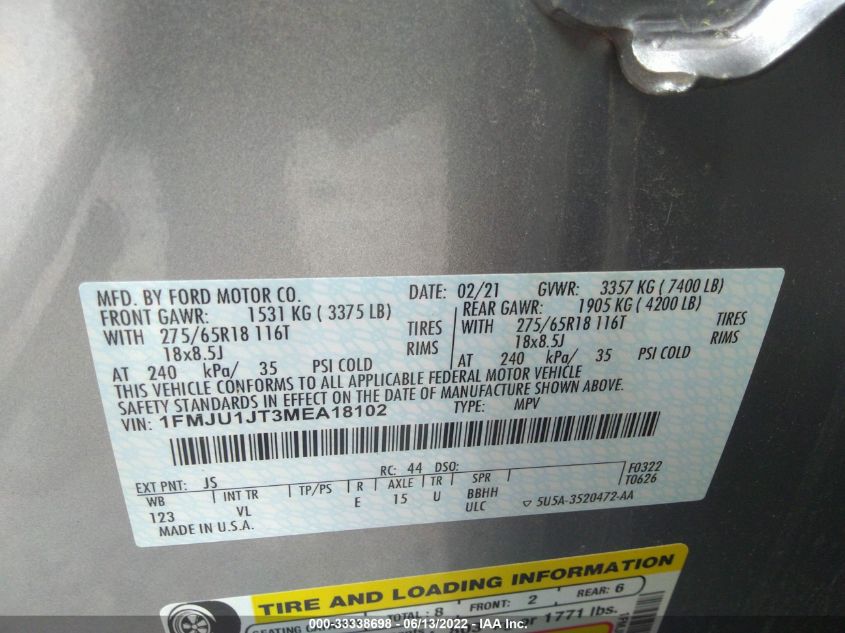 MFD. BY FORD MOTOR CO.
DATE: 02/21 GVWR: 3357 KG ( 7400 LB)
FRONT GAWR: 1531 KG ( 3375 LB) REAR GAWR: 1905 KG ( 4200 LB)
WITH 275/65R18 116T TIRES WITH 275/65R18 116T TIRES
18x8.5J RIMS 18x8.5J RIMS
AT 240 kPa/ 35 PSI COLD AT 240 kPa/ 35 PSI COLD
THIS VEHICLE CONFORMS TO ALL APPLICABLE FEDERAL MOTOR VEHICLE
SAFETY STANDARDS IN EFFECT ON THE DATE OF MANUFACTURE SHOWN ABOVE.
VIN: 1FMJU1JT3MEA18102 TYPE: MPV
EXT PNT: JS RC: 44 DSO: F0322
WB INT TR TP/PS R AXLE TR SPR T0626
123 VL E 15 U BBHH
ULC 5U5A-3520472-AA
MADE IN U.S.A.
TIRE AND LOADING INFORMATION
TOTAL: 8 FRONT: 2 REAR: 6
1771 lbs.
000-33338698 - 06/13/2022 - IAA Inc.